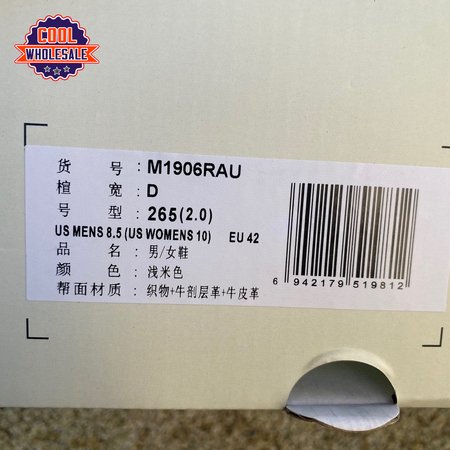 COOL
WHOLESALE
货 号：M1906RAU
楦 宽：D
号 型：265(2.0)
US MENS 8.5 (US WOMENS 10) EU 42
品 名：男/女鞋
颜 色：浅米色
帮面材质：织物+牛剖层革+牛皮革
6 942179 519812